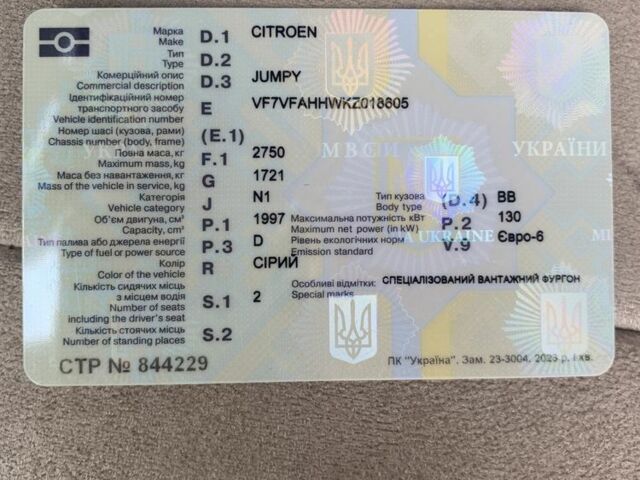 Марка
Make D.1 CITROEN
Тип
Type D.2
Комерційний опис
Commercial description D.3 JUMPY
Ідентифікаційний номер
транспортного засобу
Vehicle identification number E VF7VFAHHWKZ018605
Номер шасі (кузова, рами)
Chassis number (body, frame) (E.1)
Повна маса, кг
Maximum mass, kg F.1 2750
Маса без навантаження, кг
Mass of the vehicle in service, kg G 1721
Категорія
Vehicle category J N1 Тип кузова Body type (D.4) BB
Об'єм двигуна, см³
Capacity, cm³ P.1 1997 Максимальна потужність кВт Maximum net power (in kW) P.2 130
Тип палива або джерела енергії
Type of fuel or power source P.3 D Рівень екологічних норм Emission standard V.9 Євро-6
Колір
Color of the vehicle R СІРИЙ
Кількість сидячих місць
з місцем водія
Number of seats
including the driver's seat S.1 2 Особливі відмітки: Special marks СПЕЦІАЛІЗОВАНИЙ ВАНТАЖНИЙ ФУРГОН
Кількість стоячих місць
Number of standing places S.2
СТР № 844229
ПК "Україна". Зам. 23-3004. 2023 р. I кв.
УКРАЇНИ
UKRAINE